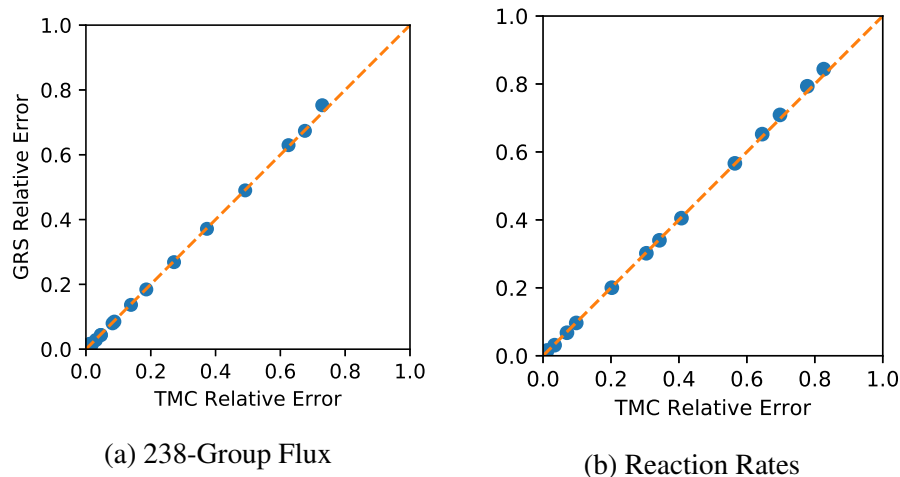 1.0
0.8
0.6
0.4
0.2
0.0
GRS Relative Error
0.0 0.2 0.4 0.6 0.8 1.0
TMC Relative Error
(a) 238-Group Flux
1.0
0.8
0.6
0.4
0.2
0.0
0.0 0.2 0.4 0.6 0.8 1.0
TMC Relative Error
(b) Reaction Rates